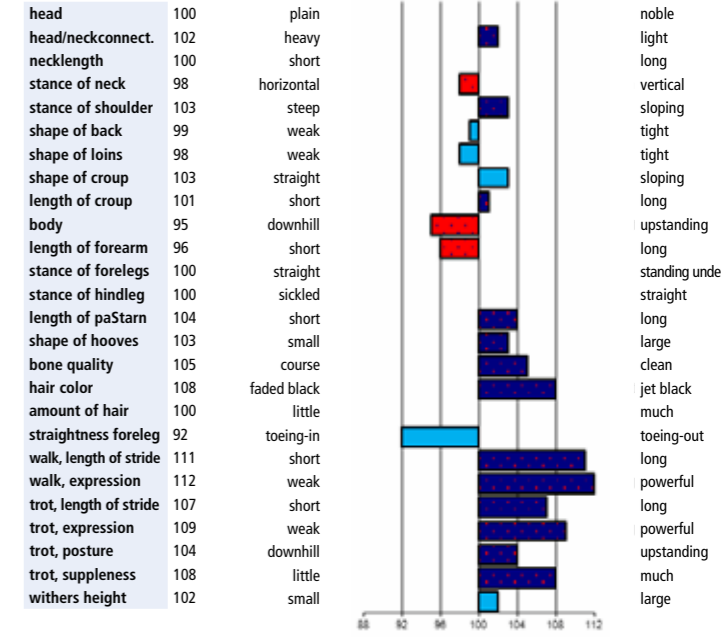 head 100 plain noble
head/neckconnect. 102 heavy light
necklength 100 short long
stance of neck 98 horizontal vertical
stance of shoulder 103 steep sloping
shape of back 99 weak tight
shape of loins 98 weak tight
shape of croup 103 straight sloping
length of croup 101 short long
body 95 downhill upstanding
length of forearm 96 short long
stance of forelegs 100 straight standing unde
stance of hindleg 100 sickled straight
length of paStarn 104 short long
shape of hooves 103 small large
bone quality 105 course clean
hair color 108 faded black jet black
amount of hair 100 little much
straightness foreleg 92 toeing-in toeing-out
walk, length of stride 111 short long
walk, expression 112 weak powerful
trot, length of stride 107 short long
trot, expression 109 weak powerful
trot, posture 104 downhill upstanding
trot, suppleness 108 little much
withers height 102 small large
88 92 96 100 104 108 112